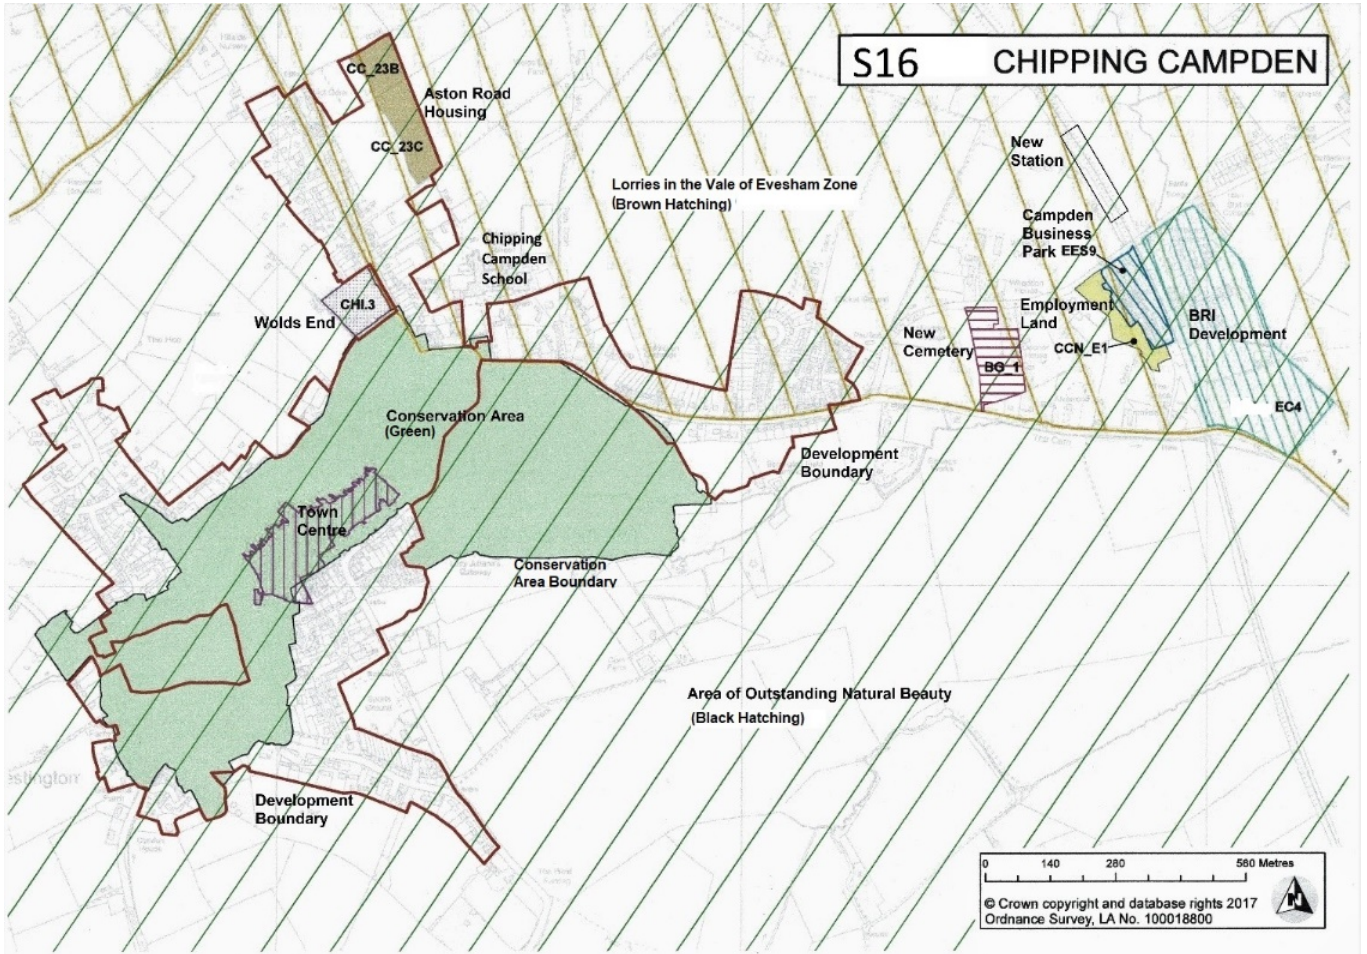 S16 CHIPPING CAMPDEN
CC_23B
Aston Road
Housing
CC_23C
New
Station
Lorries in the Vale of Evesham Zone
(Brown Hatching)
Campden
Business
Park EES9
Chipping
Campden
School
CHI.3
Wolds End
Employment
Land
BRI
Development
New
Cemetery
CCN_E1
BG_1
EC4
Conservation Area
(Green)
Development
Boundary
Town
Centre
Conservation
Area Boundary
Area of Outstanding Natural Beauty
(Black Hatching)
estington
Development
Boundary
0 140 280 560 Metres
N
© Crown copyright and database rights 2017
Ordnance Survey, LA No. 100018800